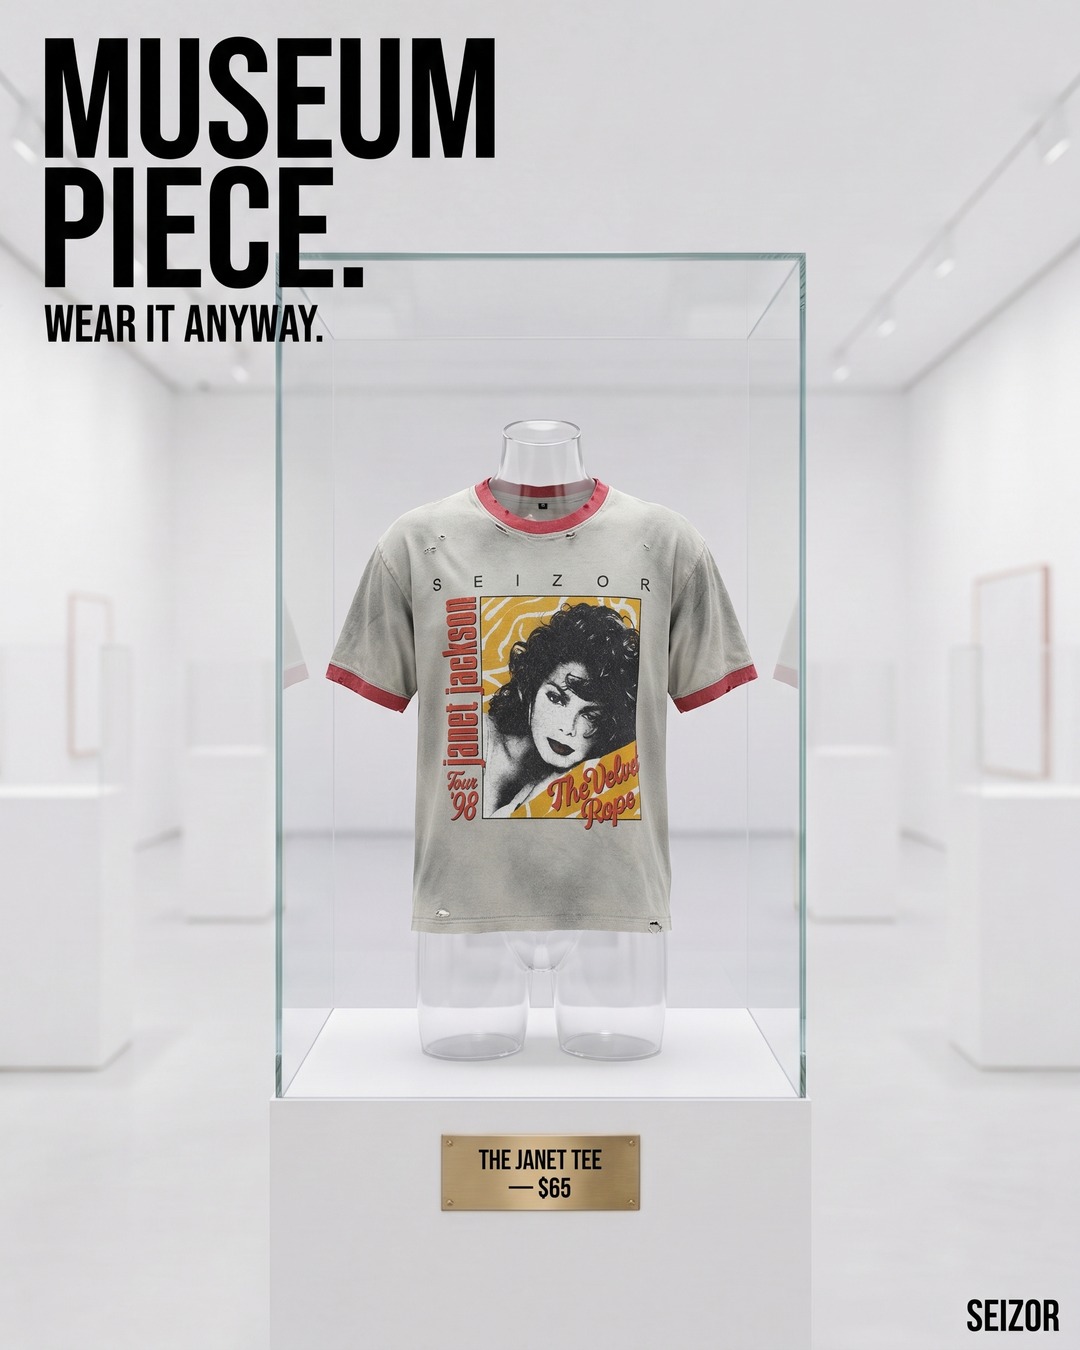 MUSEUM
PIECE.
WEAR IT ANYWAY.
SEIZOR
janet jackson
Tour
'98
The Velvet
Rope
THE JANET TEE
— $65
SEIZOR